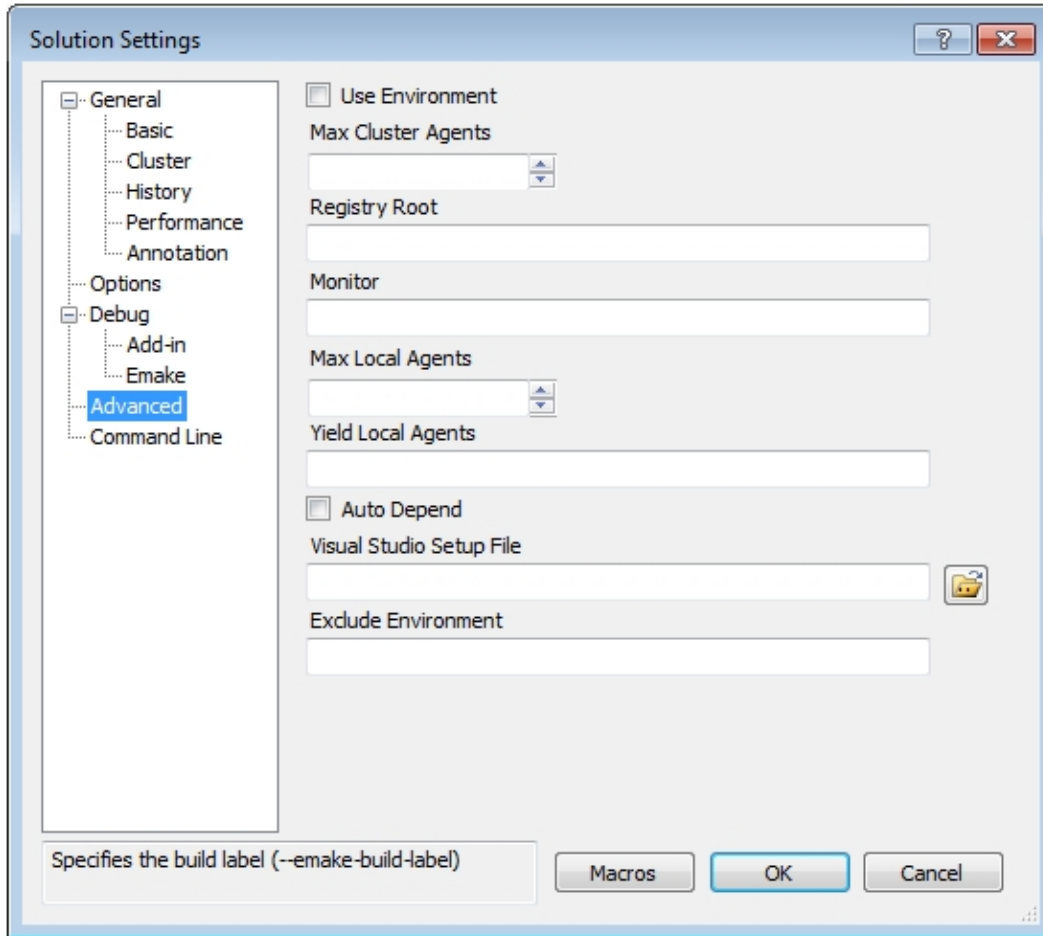 Solution Settings
General
Basic
Cluster
History
Performance
Annotation
Options
Debug
Add-in
Emake
Advanced
Command Line
Use Environment
Max Cluster Agents
Registry Root
Monitor
Max Local Agents
Yield Local Agents
Auto Depend
Visual Studio Setup File
Exclude Environment
Specifies the build label (--emake-build-label)
Macros
OK
Cancel